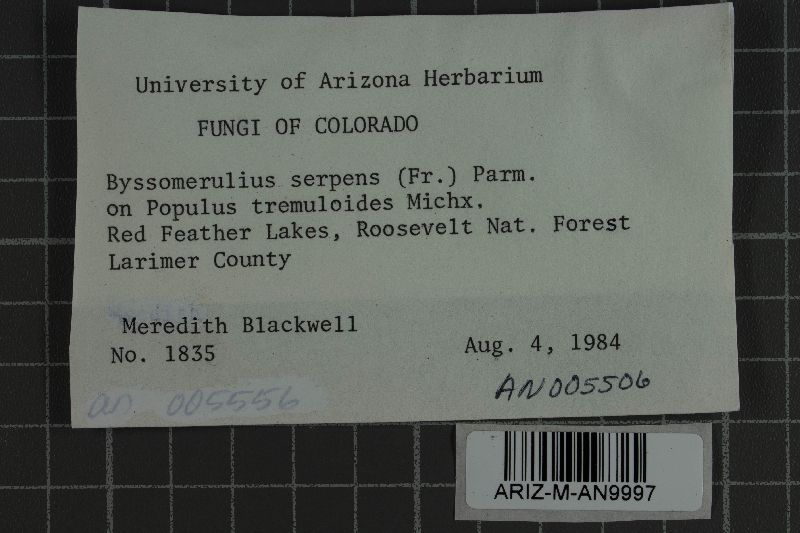 University of Arizona Herbarium
FUNGI OF COLORADO
Byssomerulius serpens (Fr.) Parm.
on Populus tremuloides Michx.
Red Feather Lakes, Roosevelt Nat. Forest
Larimer County
Meredith Blackwell
No. 1835
Aug. 4, 1984
AN005506
an 005556
ARIZ-M-AN9997